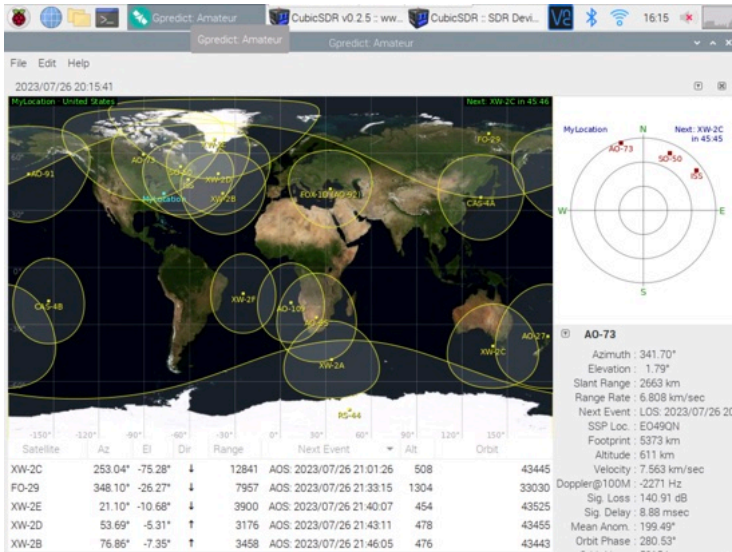 Gpredict: Amateur
CubicSDR v0.2.5 :: ww...
CubicSDR :: SDR Devi...
16:15
Gpredict: Amateur
Gpredict: Amateur
File Edit Help
2023/07/26 20:15:41
MyLocation : United States
Next: XW-2C in 45:46
FO-29
AO-73
AO-91
XW-2D
MyLocation
XW-2B
FOX-1D (AO-92)
CAS-4A
CAS-4B
XW-2F
AO-109
AO-27
XW-2C
XW-2A
RS-44
60°
30°
0°
-150° -120° -90° -60° -30° 0° 30° 60° 90° 120° 150°
MyLocation
N
Next: XW-2C
in 45:45
AO-73
SO-50
ISS
W
E
S
Satellite Az El Dir Range Next Event Alt Orbit
XW-2C 253.04° -75.28° ↓ 12841 AOS: 2023/07/26 21:01:26 508 43445
FO-29 348.10° -26.27° ↓ 7957 AOS: 2023/07/26 21:33:15 1304 33030
XW-2E 21.10° -10.68° ↓ 3900 AOS: 2023/07/26 21:40:07 454 43525
XW-2D 53.69° -5.31° ↑ 3176 AOS: 2023/07/26 21:43:11 478 43455
XW-2B 76.86° -7.35° ↑ 3458 AOS: 2023/07/26 21:46:05 476 43443
AO-73
Azimuth : 341.70°
Elevation : 1.79°
Slant Range : 2663 km
Range Rate : 6.808 km/sec
Next Event : LOS: 2023/07/26 20
SSP Loc. : EO49QN
Footprint : 5373 km
Altitude : 611 km
Velocity : 7.563 km/sec
Doppler@100M : -2271 Hz
Sig. Loss : 140.91 dB
Sig. Delay : 8.88 msec
Mean Anom. : 199.49°
Orbit Phase : 280.53°